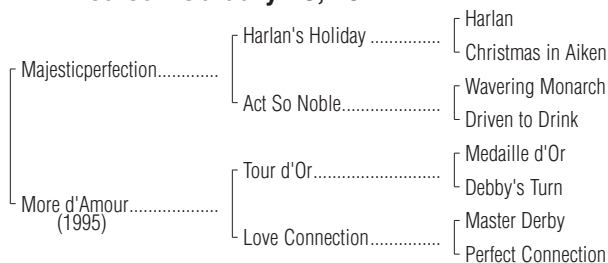 Harlan
Harlan's Holiday ................
Christmas in Aiken
Majesticperfection.............
Wavering Monarch
Act So Noble.....................
Driven to Drink
Medaille d'Or
Tour d'Or...........................
Debby's Turn
More d'Amour...................
(1995)
Master Derby
Love Connection...............
Perfect Connection